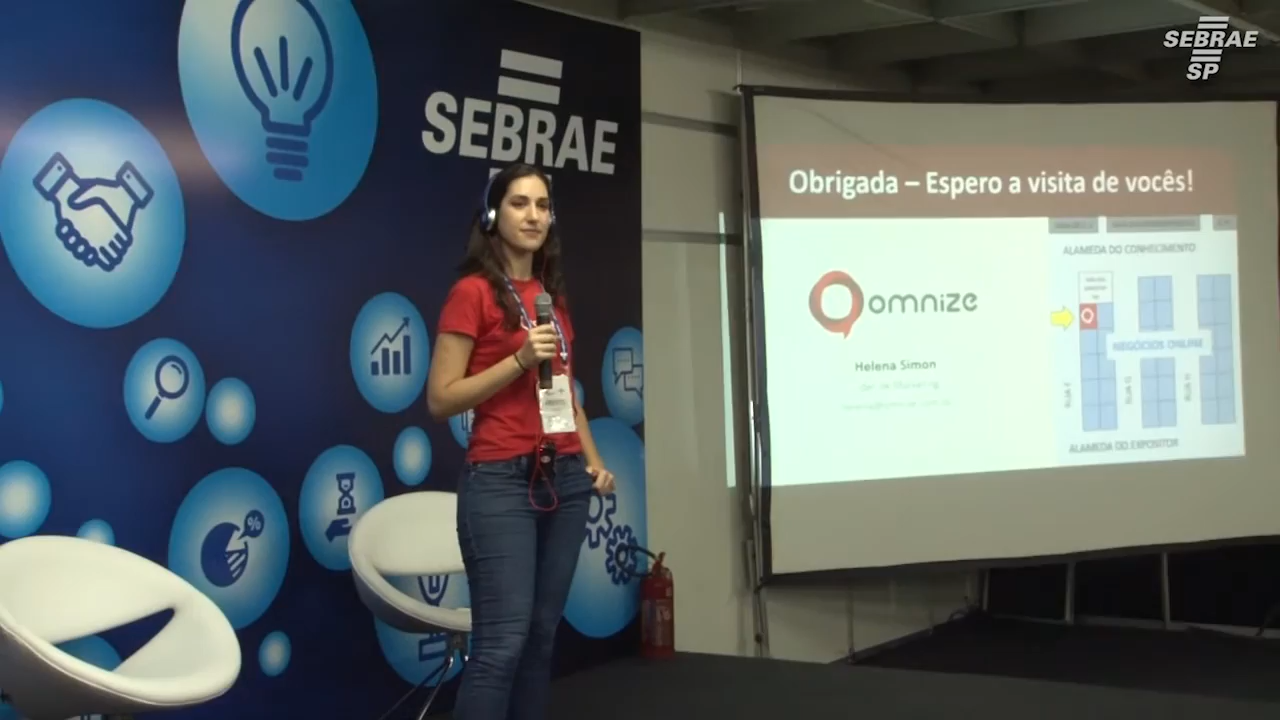 SEBRAE
SP
SEBRAE
%
Obrigada – Espero a visita de vocês!
omnize
Helena Simon
ALAMEDA DO CONHECIMENTO
NEGÓCIOS ONLINE
ALAMEDA DO EXPOSITOR